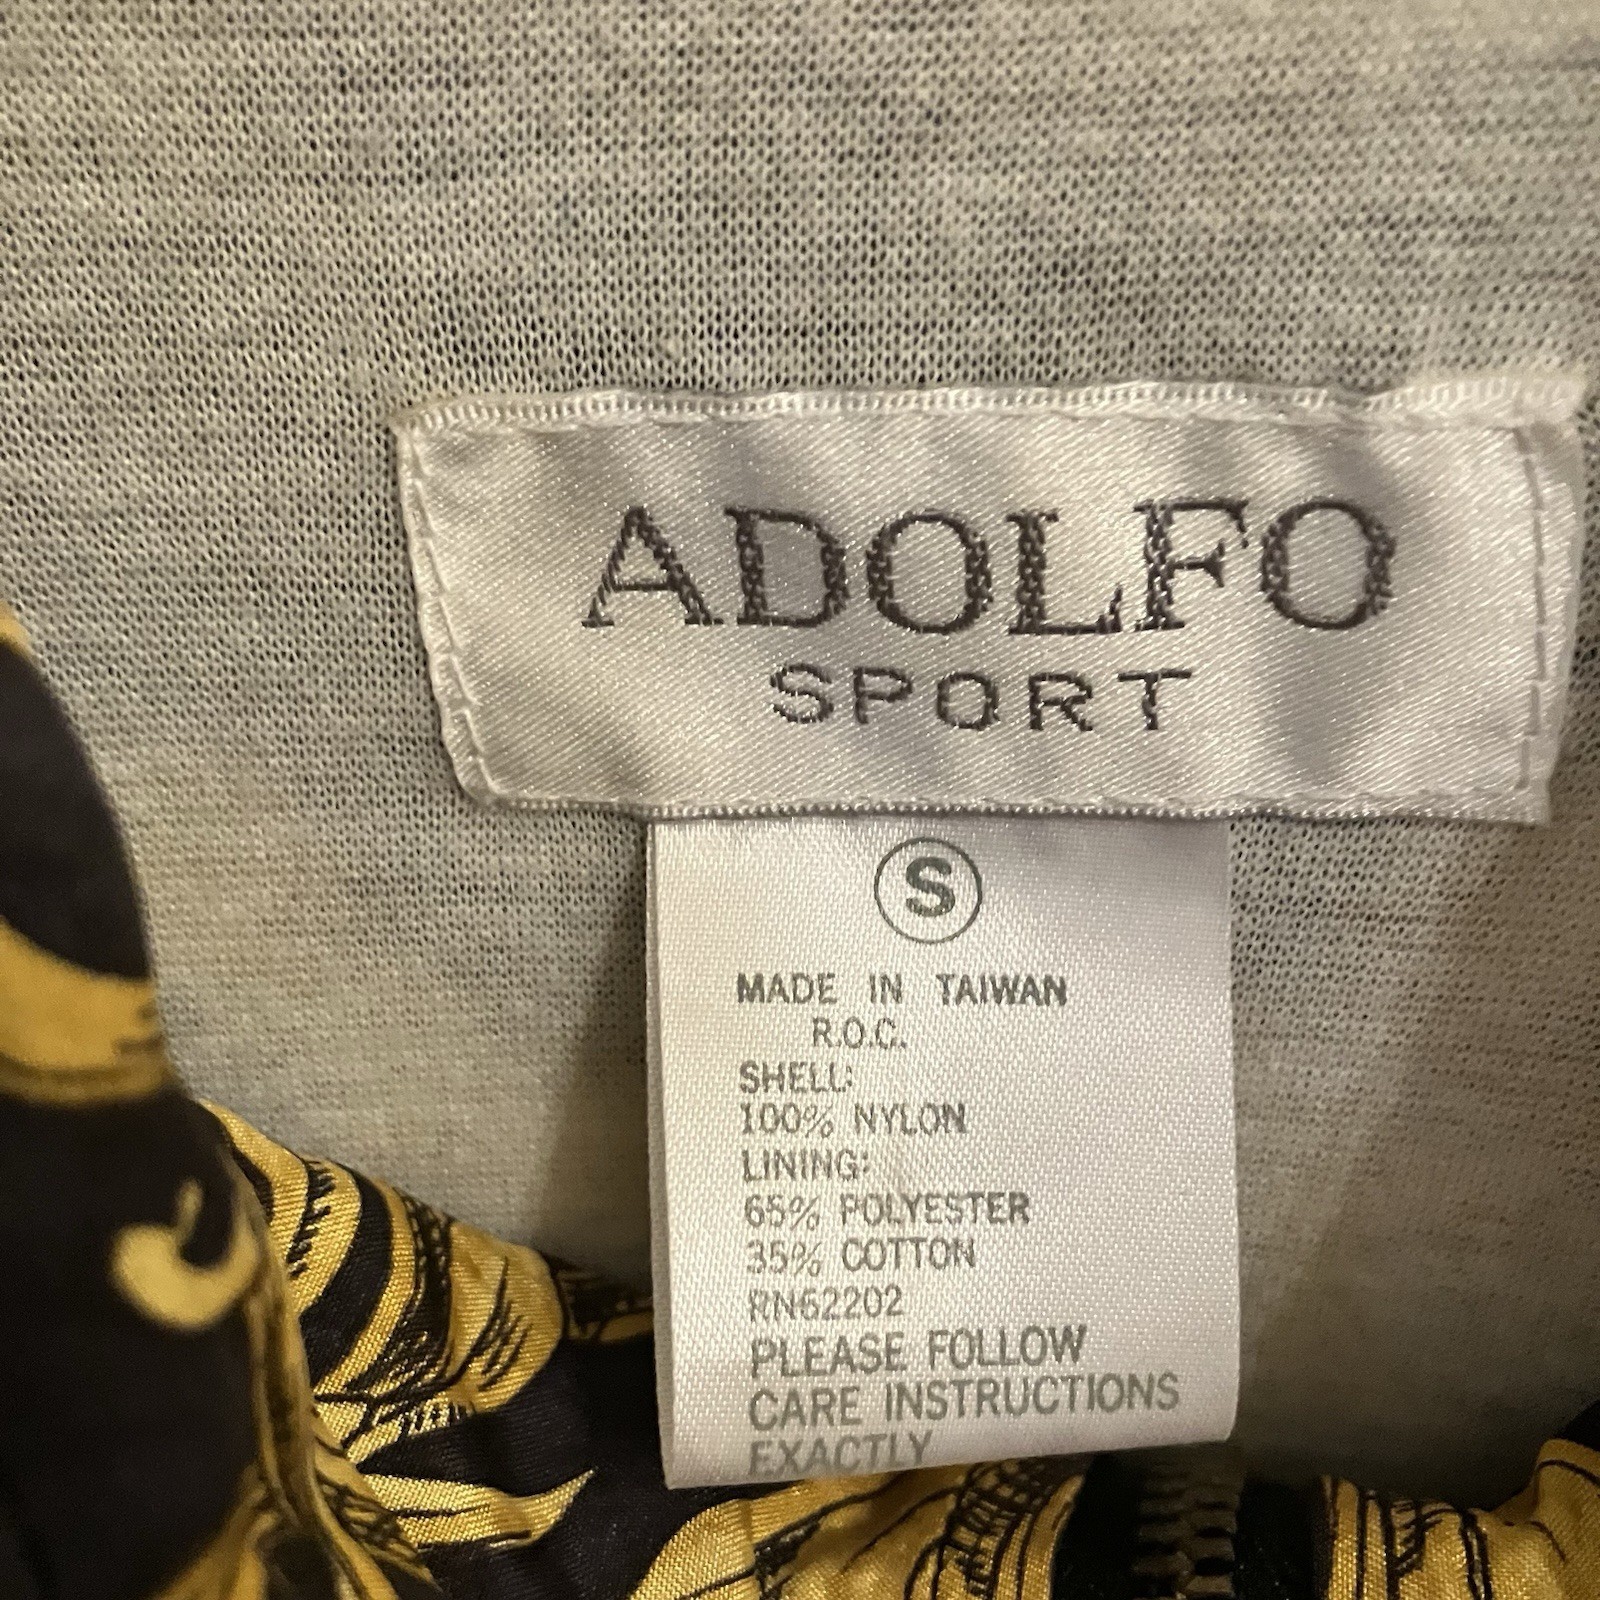 ADOLFO
SPORT
S
MADE IN TAIWAN
R.O.C.
SHELL:
100% NYLON
LINING:
65% POLYESTER
35% COTTON
RN62202
PLEASE FOLLOW
CARE INSTRUCTIONS
EXACTLY